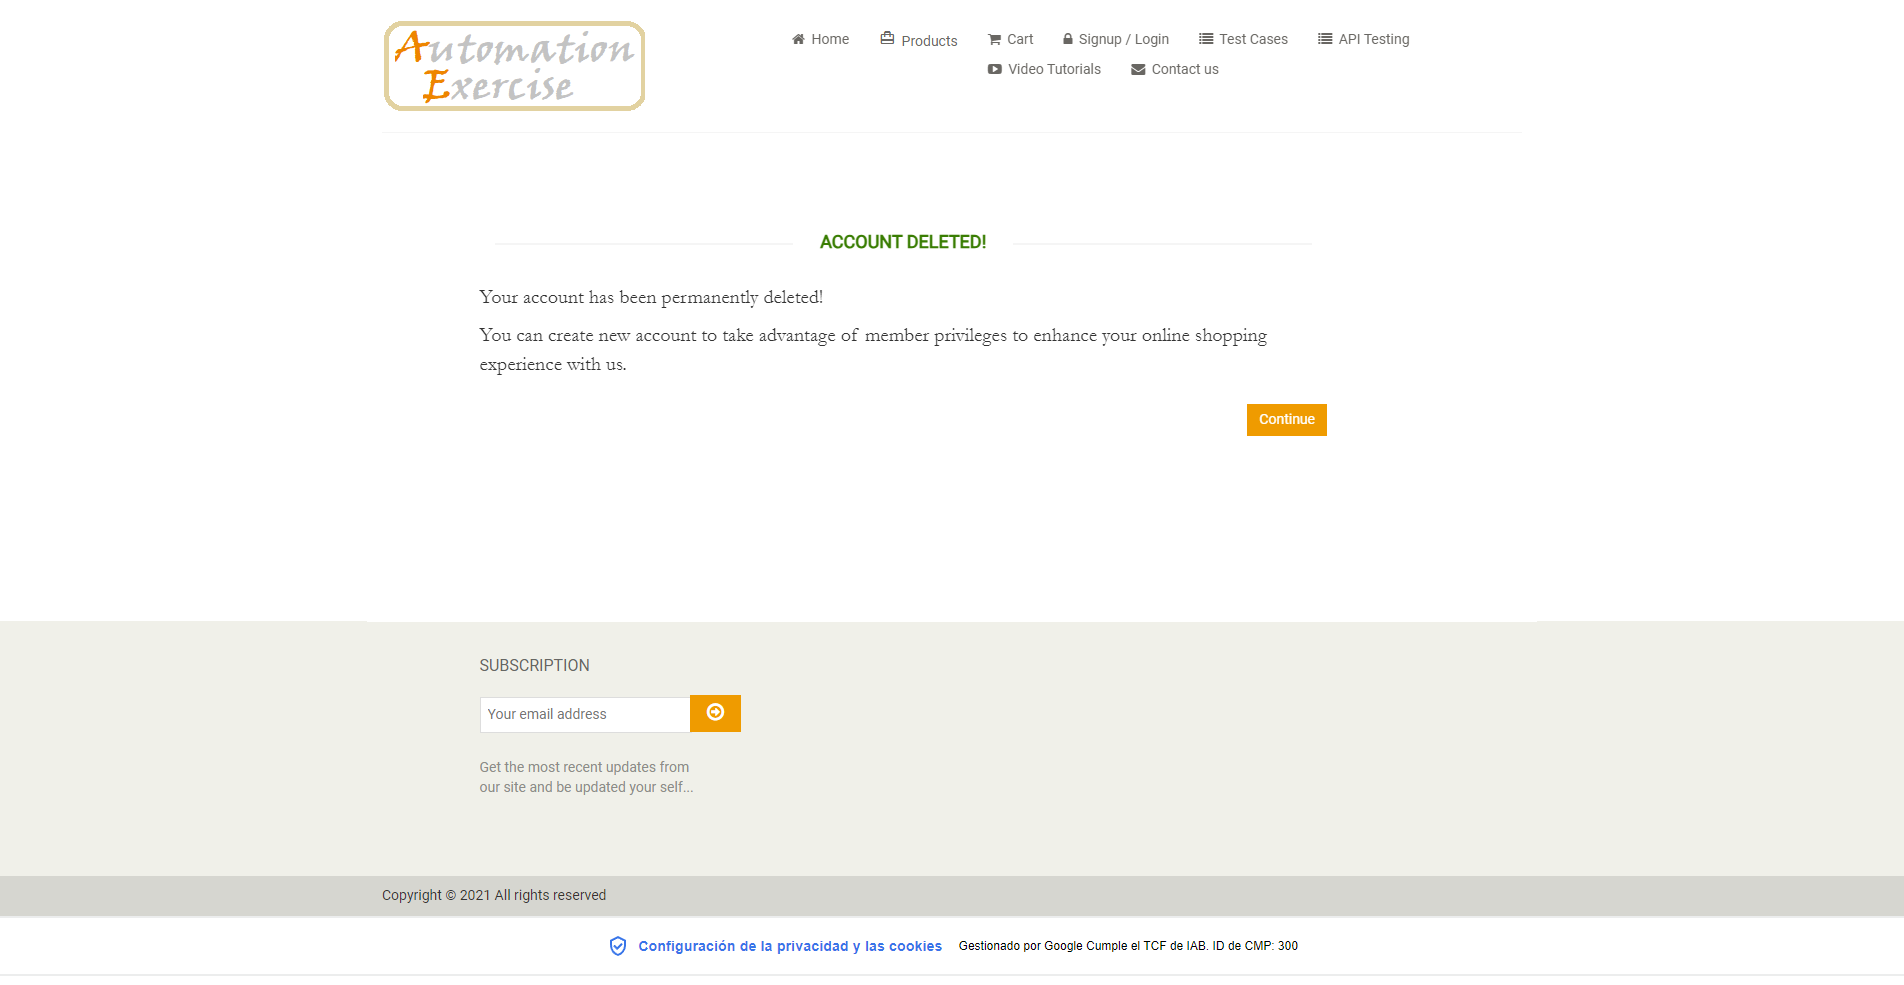 Automation
Exercise
Home Products Cart Signup / Login Test Cases API Testing
Video Tutorials Contact us
ACCOUNT DELETED!
Your account has been permanently deleted!
You can create new account to take advantage of member privileges to enhance your online shopping
experience with us.
Continue
SUBSCRIPTION
Your email address
Get the most recent updates from
our site and be updated your self...
Copyright © 2021 All rights reserved
Configuración de la privacidad y las cookies Gestionado por Google Cumple el TCF de IAB. ID de CMP: 300